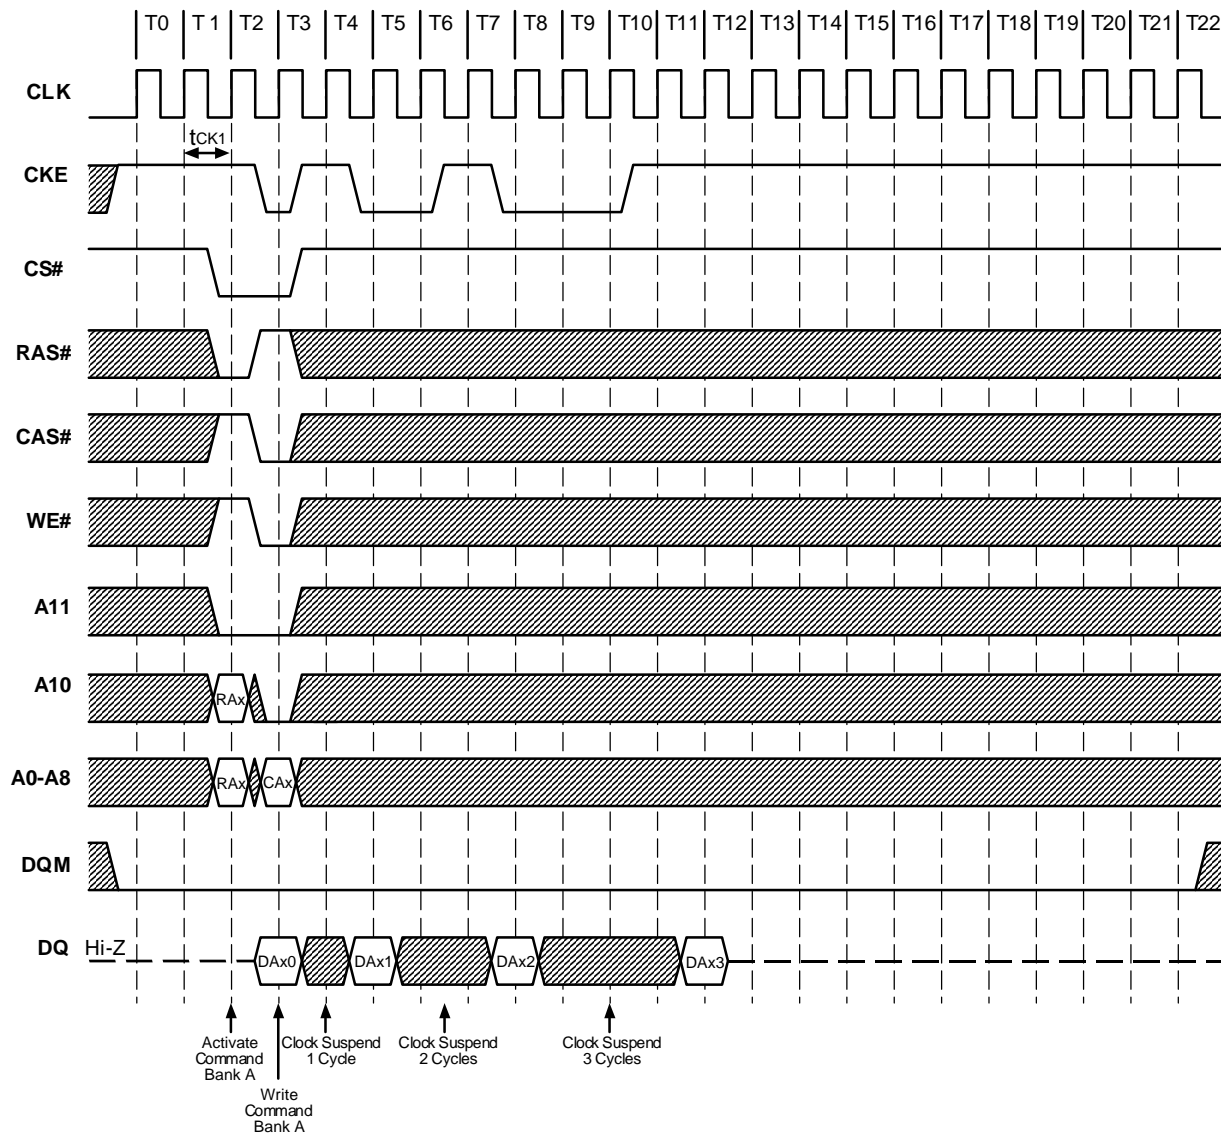 T0 T1 T2 T3 T4 T5 T6 T7 T8 T9 T10 T11 T12 T13 T14 T15 T16 T17 T18 T19 T20 T21 T22
CLK
tCK1
CKE
CS#
RAS#
CAS#
WE#
A11
A10
RAx
A0-A8
RAx CAx
DQM
DQ Hi-Z
DAx0 DAx1 DAx2 DAx3
Activate
Command
Bank A
Write
Command
Bank A
Clock Suspend
1 Cycle
Clock Suspend
2 Cycles
Clock Suspend
3 Cycles